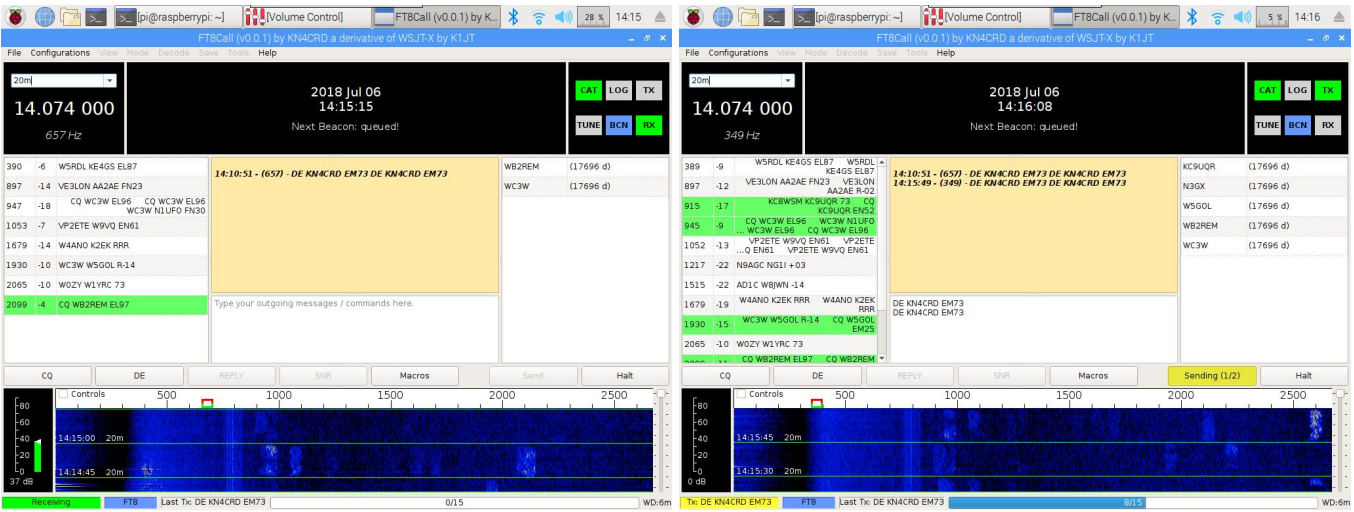 [pi@raspberrypi: ~] [Volume Control] FT8Call (v0.0.1) by K... 28 % 14:15
FT8Call (v0.0.1) by KN4CRD a derivative of WSJT-X by K1JT
File Configurations View Mode Decode Save Tools Help
20m
14.074 000
657 Hz
2018 Jul 06
14:15:15
Next Beacon: queued!
CAT LOG TX
TUNE BCN RX
390 -6 W5RDL KE4GS EL87
897 -14 VE3LON AA2AE FN23
947 -18 CQ WC3W EL96 CQ WC3W EL96
WC3W N1UFO FN30
1053 -7 VP2ETE W9VQ EN61
1679 -14 W4ANO K2EK RRR
1930 -10 WC3W W5GOL R-14
2065 -10 W0ZY W1YRC 73
2099 -4 CQ WB2REM EL97
14:10:51 - (657) - DE KN4CRD EM73 DE KN4CRD EM73
Type your outgoing messages / commands here.
WB2REM (17696 d)
WC3W (17696 d)
CQ DE REPLY SNR Macros Send Halt
Controls 500 1000 1500 2000 2500
80
60
40
20
0
37 dB
14:15:00 20m
14:14:45 20m
Receiving FT8 Last Tx: DE KN4CRD EM73 0/15 WD:6m
[pi@raspberrypi: ~] [Volume Control] FT8Call (v0.0.1) by K... 5 % 14:16
FT8Call (v0.0.1) by KN4CRD a derivative of WSJT-X by K1JT
File Configurations View Mode Decode Save Tools Help
20m
14.074 000
349 Hz
2018 Jul 06
14:16:08
Next Beacon: queued!
CAT LOG TX
TUNE BCN RX
389 -9 W5RDL KE4GS EL87 W5RDL
KE4GS EL87
897 -12 VE3LON AA2AE FN23 VE3LON
AA2AE R-02
915 -17 KC8WSM KC9UQR 73 CQ
KC9UQR EN52
945 -9 CQ WC3W EL96 WC3W N1UFO
... WC3W EL96 CQ WC3W EL96
1052 -13 VP2ETE W9VQ EN61 VP2ETE
...Q EN61 VP2ETE W9VQ EN61
1217 -22 N9AGC NG1I +03
1515 -22 AD1C W8JWN -14
1679 -19 W4ANO K2EK RRR W4ANO K2EK
RRR
1930 -15 WC3W W5GOL R-14 CQ W5GOL
EM25
2065 -10 W0ZY W1YRC 73
CQ WB2REM EL97 CQ WB2REM
14:10:51 - (657) - DE KN4CRD EM73 DE KN4CRD EM73
14:15:49 - (349) - DE KN4CRD EM73 DE KN4CRD EM73
DE KN4CRD EM73
DE KN4CRD EM73
KC9UQR (17696 d)
N3GX (17696 d)
W5GOL (17696 d)
WB2REM (17696 d)
WC3W (17696 d)
CQ DE REPLY SNR Macros Sending (1/2) Halt
Controls 500 1000 1500 2000 2500
80
60
40
20
0
0 dB
14:15:45 20m
14:15:30 20m
Tx: DE KN4CRD EM73 FT8 Last Tx: DE KN4CRD EM73 8/15 WD:6m